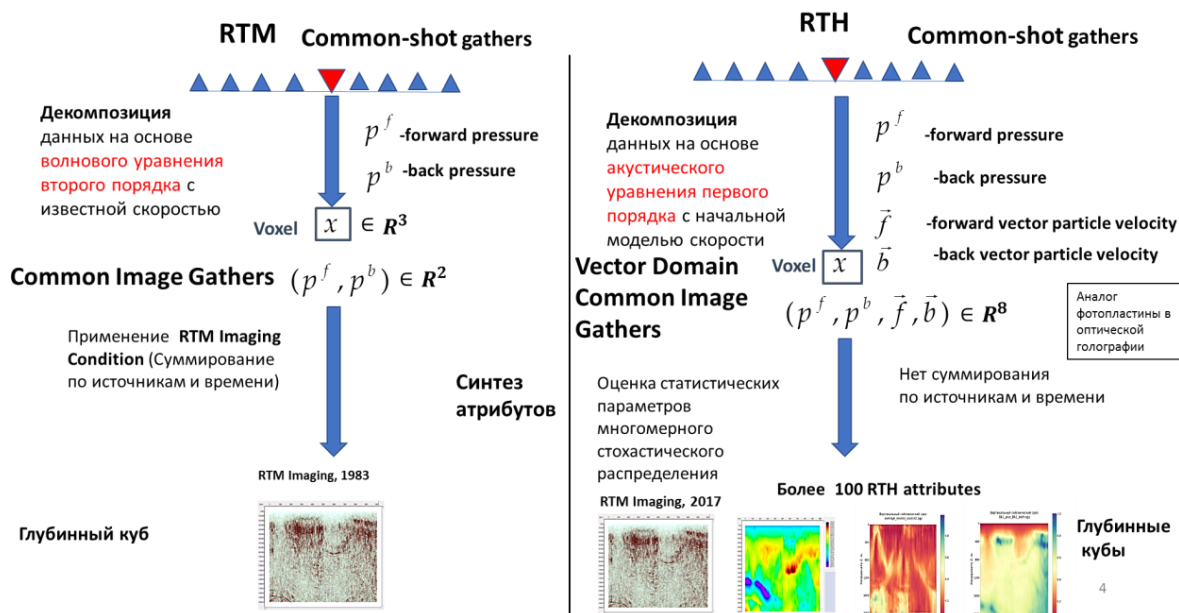 RTM
Common-shot gathers
Декомпозиция
данных на основе
волнового уравнения
второго порядка с
известной скоростью
p^f -forward pressure
p^b -back pressure
Voxel x ∈ R^3
Common Image Gathers (p^f, p^b) ∈ R^2
Применение RTM Imaging
Condition (Суммирование
по источникам и времени)
Синтез
атрибутов
RTM Imaging, 1983
Глубинный куб
RTH
Common-shot gathers
Декомпозиция
данных на основе
акустического
уравнения первого
порядка с начальной
моделью скорости
p^f -forward pressure
p^b -back pressure
f⃗ -forward vector particle velocity
Voxel x b⃗ -back vector particle velocity
Vector Domain
Common Image
Gathers
(p^f, p^b, f⃗, b⃗) ∈ R^8
Аналог
фотопластины в
оптической
голографии
Оценка статистических
параметров
многомерного
стохастического
распределения
Нет суммирования
по источникам и времени
Более 100 RTH attributes
RTM Imaging, 2017
Глубинные
кубы
4